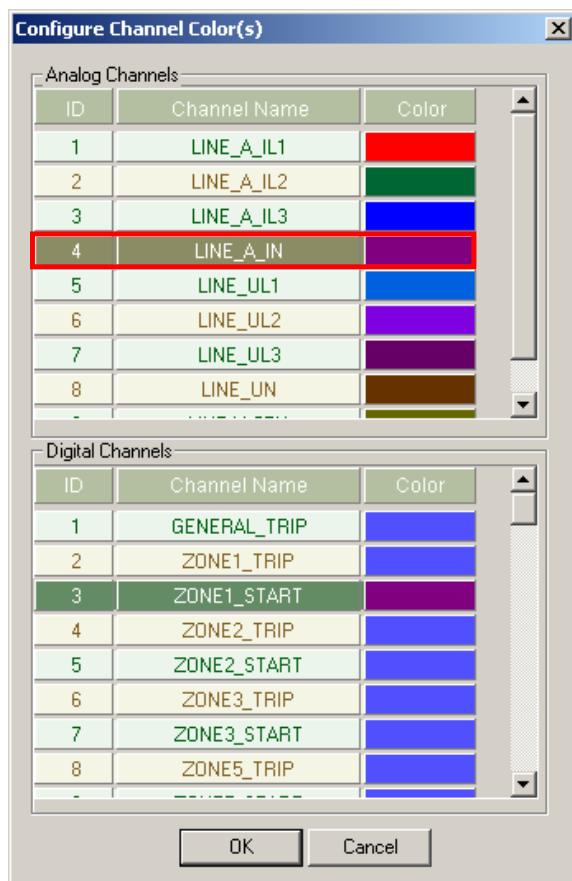 Configure Channel Color(s)
Analog Channels
ID Channel Name Color
1 LINE_A_IL1
2 LINE_A_IL2
3 LINE_A_IL3
4 LINE_A_IN
5 LINE_UL1
6 LINE_UL2
7 LINE_UL3
8 LINE_UN
Digital Channels
ID Channel Name Color
1 GENERAL_TRIP
2 ZONE1_TRIP
3 ZONE1_START
4 ZONE2_TRIP
5 ZONE2_START
6 ZONE3_TRIP
7 ZONE3_START
8 ZONE5_TRIP
OK Cancel